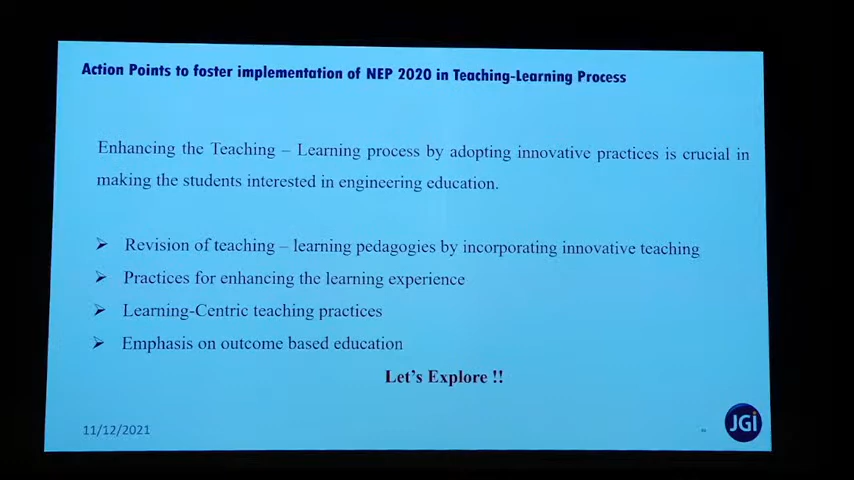 Action Points to foster implementation of NEP 2020 in Teaching-Learning Process
Enhancing the Teaching – Learning process by adopting innovative practices is crucial in
making the students interested in engineering education.
➢ Revision of teaching – learning pedagogies by incorporating innovative teaching
➢ Practices for enhancing the learning experience
➢ Learning-Centric teaching practices
➢ Emphasis on outcome based education
Let's Explore !!
11/12/2021
JGi